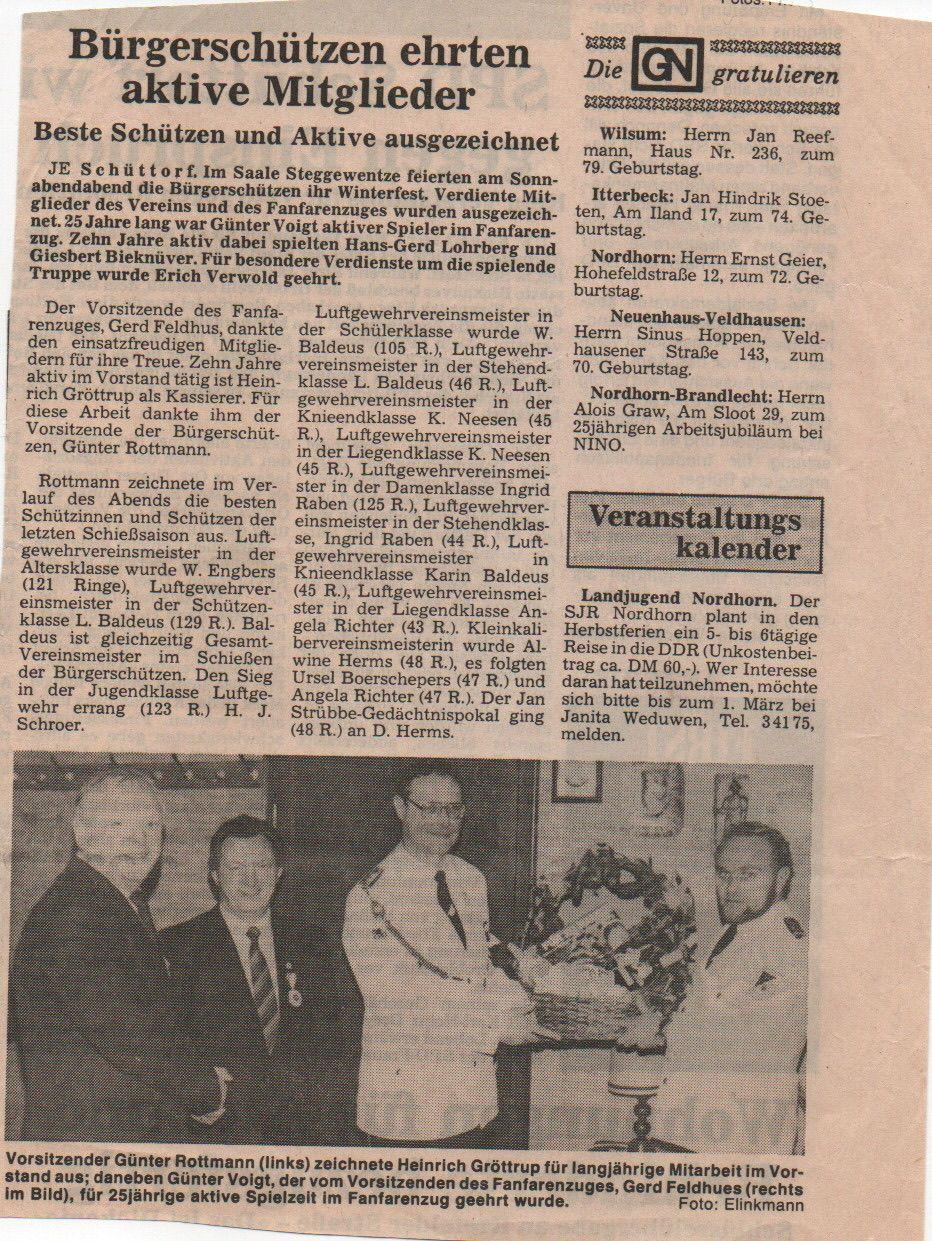 Bürgerschützen ehrten
aktive Mitglieder
Beste Schützen und Aktive ausgezeichnet
JE Schüttorf. Im Saale Steggewentze feierten am Sonn-
abendabend die Bürgerschützen ihr Winterfest. Verdiente Mit-
glieder des Vereins und des Fanfarenzuges wurden ausgezeich-
net. 25 Jahre lang war Günter Voigt aktiver Spieler im Fanfaren-
zug. Zehn Jahre aktiv dabei spielten Hans-Gerd Lohrberg und
Giesbert Bieknüver. Für besondere Verdienste um die spielende
Truppe wurde Erich Verwold geehrt.
Der Vorsitzende des Fanfa-
renzuges, Gerd Feldhus, dankte
den einsatzfreudigen Mitglie-
dern für ihre Treue. Zehn Jahre
aktiv im Vorstand tätig ist Hein-
rich Gröttrup als Kassierer. Für
diese Arbeit dankte ihm der
Vorsitzende der Bürgerschüt-
zen, Günter Rottmann.
Rottmann zeichnete im Ver-
lauf des Abends die besten
Schützinnen und Schützen der
letzten Schießsaison aus. Luft-
gewehrvereinsmeister in der
Altersklasse wurde W. Engbers
(121 Ringe), Luftgewehrver-
einsmeister in der Schützen-
klasse L. Baldeus (129 R.). Bal-
deus ist gleichzeitig Gesamt-
Vereinsmeister im Schießen
der Bürgerschützen. Den Sieg
in der Jugendklasse Luftge-
wehr errang (123 R.) H. J.
Schroer.
Luftgewehrvereinsmeister in
der Schülerklasse wurde W.
Baldeus (105 R.), Luftgewehr-
vereinsmeister in der Stehend-
klasse L. Baldeus (46 R.), Luft-
gewehrvereinsmeister in der
Knieendklasse K. Neesen (45
R.), Luftgewehrvereinsmeister
in der Liegendklasse K. Neesen
(45 R.), Luftgewehrvereinsmei-
ster in der Damenklasse Ingrid
Raben (125 R.), Luftgewehrver-
einsmeister in der Stehendklas-
se, Ingrid Raben (44 R.), Luft-
gewehrvereinsmeister in
Knieendklasse Karin Baldeus
(45 R.), Luftgewehrvereinsmei-
ster in der Liegendklasse An-
gela Richter (43 R.). Kleinkali-
bervereinsmeisterin wurde Al-
wine Herms (48 R.), es folgten
Ursel Boerschepers (47 R.) und
Angela Richter (47 R.). Der Jan
Strübbe-Gedächtnispokal ging
(48 R.) an D. Herms.
Die GN gratulieren
Wilsum: Herrn Jan Reef-
mann, Haus Nr. 236, zum
79. Geburtstag.
Itterbeck: Jan Hindrik Stoe-
ten, Am Iland 17, zum 74. Ge-
burtstag.
Nordhorn: Herrn Ernst Geier,
Hohefeldstraße 12, zum 72. Ge-
burtstag.
Neuenhaus-Veldhausen:
Herrn Sinus Hoppen, Veld-
hausener Straße 143, zum
70. Geburtstag.
Nordhorn-Brandlecht: Herrn
Alois Graw, Am Sloot 29, zum
25jährigen Arbeitsjubiläum bei
NINO.
Veranstaltungs
kalender
Landjugend Nordhorn. Der
SJR Nordhorn plant in den
Herbstferien ein 5- bis 6tägige
Reise in die DDR (Unkostenbei-
trag ca. DM 60,-). Wer Interesse
daran hat teilzunehmen, möchte
sich bitte bis zum 1. März bei
Janita Weduwen, Tel. 34175,
melden.
Vorsitzender Günter Rottmann (links) zeichnete Heinrich Gröttrup für langjährige Mitarbeit im Vor-
stand aus; daneben Günter Voigt, der vom Vorsitzenden des Fanfarenzuges, Gerd Feldhues (rechts
im Bild), für 25jährige aktive Spielzeit im Fanfarenzug geehrt wurde. Foto: Elinkmann